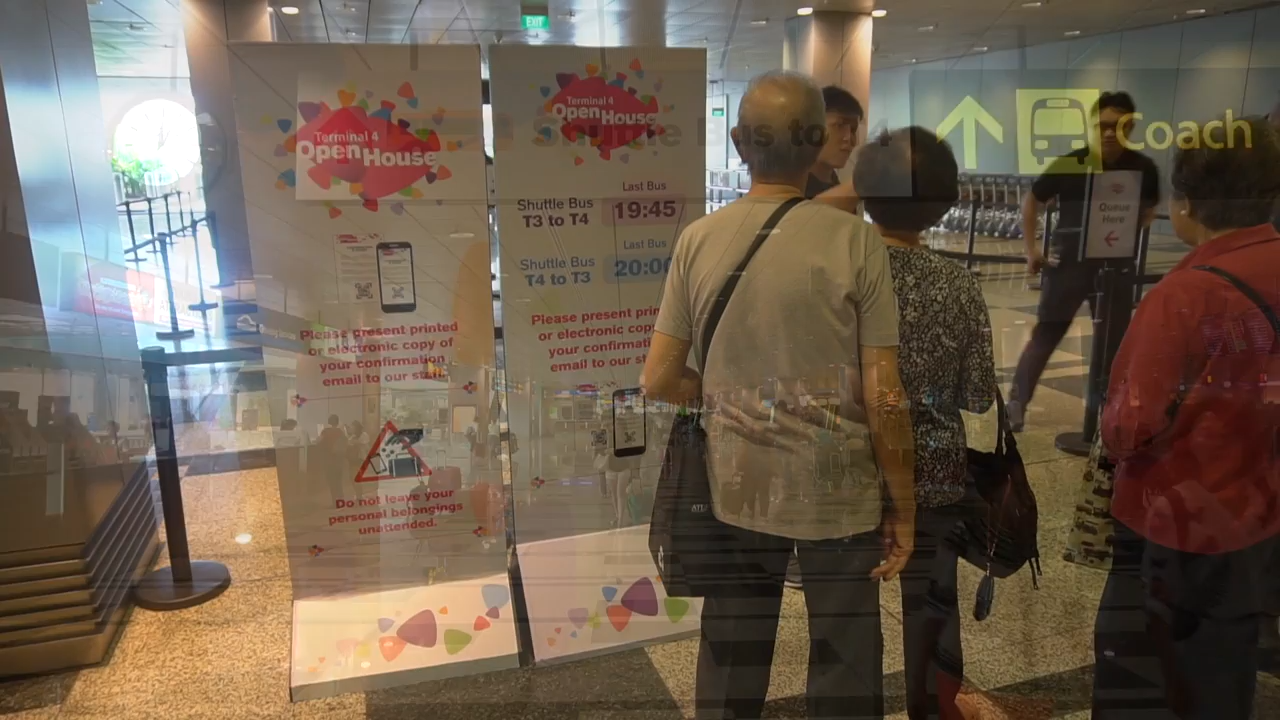 EXIT
Terminal 4
Open House
Please present printed
or electronic copy of
your confirmation
email to our staff.
Do not leave your
personal belongings
unattended.
Terminal 4
Open House
Last Bus
Shuttle Bus
T3 to T4
19:45
Last Bus
Shuttle Bus
T4 to T3
20:00
Please present prin
or electronic cop
your confirmati
email to our s
Shuttle Bus to T4
Coach
Queue
Here